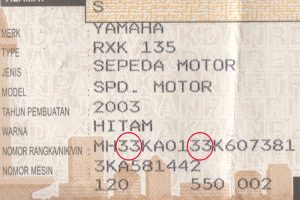 S
MERK YAMAHA
TYPE RXK 135
JENIS SEPEDA MOTOR
MODEL SPD. MOTOR
TAHUN PEMBUATAN 2003
WARNA HITAM
NOMOR RANGKA/NIK/VIN MH33KA0133K607381
NOMOR MESIN 3KA581442
120 550 002